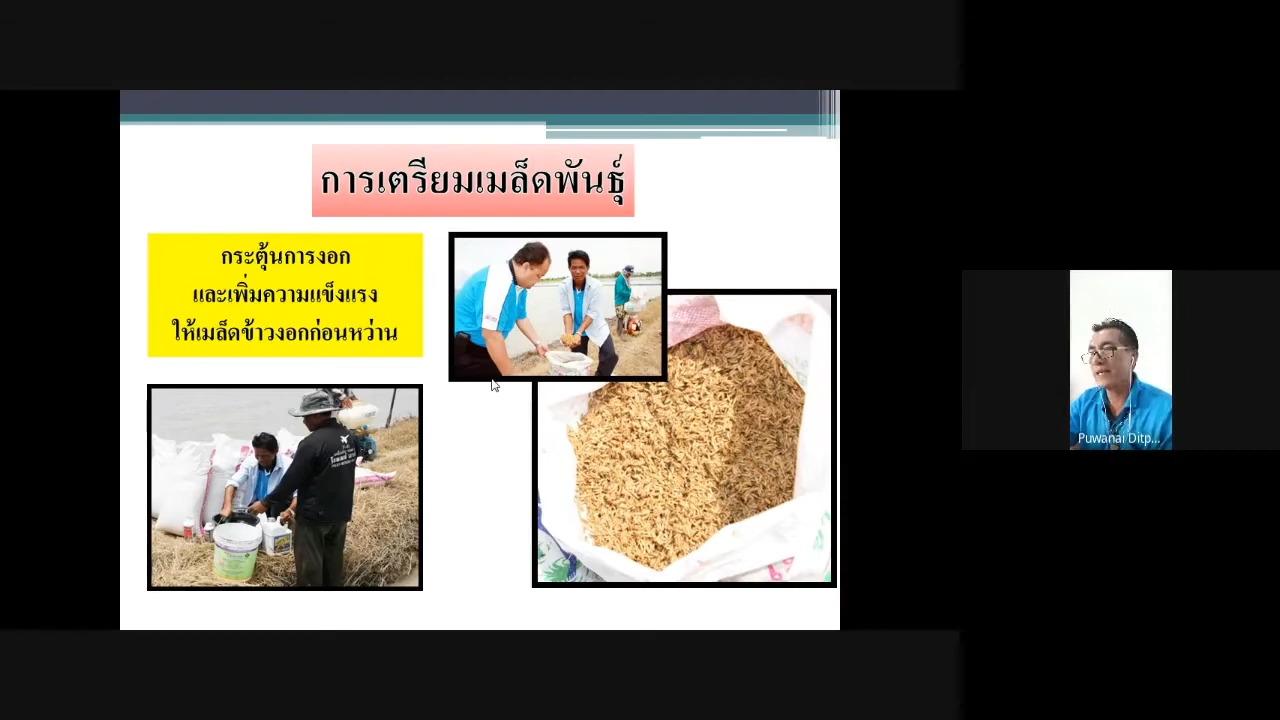 การเตรียมเมล็ดพันธุ์
กระตุ้นการงอก
และเพิ่มความแข็งแรง
ให้เมล็ดข้าวงอกก่อนหว่าน
Puwanai Ditp...